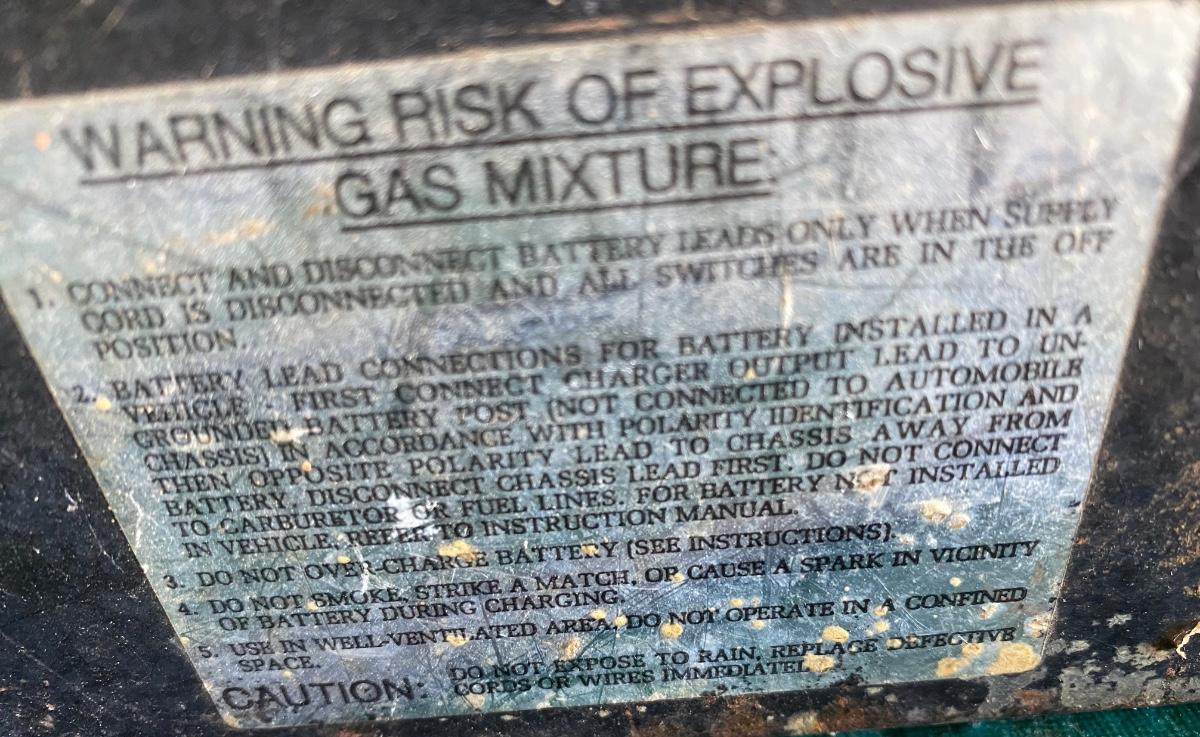 WARNING RISK OF EXPLOSIVE
GAS MIXTURE:
1. CONNECT AND DISCONNECT BATTERY LEADS ONLY WHEN SUPPLY
CORD IS DISCONNECTED AND ALL SWITCHES ARE IN THE OFF
POSITION.
2. BATTERY LEAD CONNECTIONS FOR BATTERY INSTALLED IN A
VEHICLE - FIRST CONNECT CHARGER OUTPUT LEAD TO UN-
GROUNDED BATTERY POST (NOT CONNECTED TO AUTOMOBILE
CHASSIS) IN ACCORDANCE WITH POLARITY IDENTIFICATION AND
THEN OPPOSITE POLARITY LEAD TO CHASSIS AWAY FROM
BATTERY. DISCONNECT CHASSIS LEAD FIRST. DO NOT CONNECT
TO CARBURETOR OR FUEL LINES. FOR BATTERY NOT INSTALLED
IN VEHICLE, REFER TO INSTRUCTION MANUAL.
3. DO NOT OVER-CHARGE BATTERY (SEE INSTRUCTIONS).
4. DO NOT SMOKE, STRIKE A MATCH, OR CAUSE A SPARK IN VICINITY
OF BATTERY DURING CHARGING.
5. USE IN WELL-VENTILATED AREA, DO NOT OPERATE IN A CONFINED
SPACE.
CAUTION: DO NOT EXPOSE TO RAIN, REPLACE DEFECTIVE
CORDS OR WIRES IMMEDIATELY